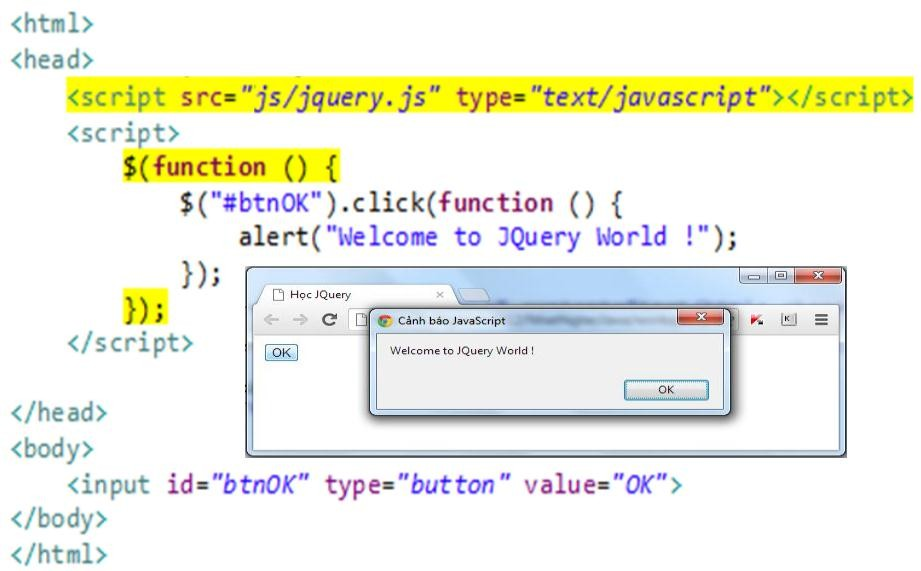 <html>
<head>
<script src="js/jquery.js" type="text/javascript"></script>
<script>
$(function () {
$("#btnOK").click(function () {
alert("Welcome to JQuery World !");
});
});
</script>
</head>
<body>
<input id="btnOK" type="button" value="OK">
</body>
</html>
Học JQuery
Cảnh báo JavaScript
OK
Welcome to JQuery World !
OK